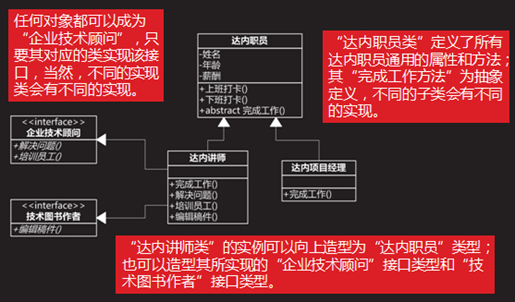 任何对象都可以成为
“企业技术顾问”，只
要其对应的类实现该接
口，当然，不同的实现
类会有不同的实现。
达内职员
-姓名
-年龄
-薪酬
+上班打卡()
+下班打卡()
+abstract 完成工作()
“达内职员类”定义了所有
达内职员通用的属性和方法；
其“完成工作方法”为抽象
定义，不同的子类会有不同
的实现。
<<interface>>
企业技术顾问
+解决问题()
+培训员工()
达内讲师
+完成工作()
+解决问题()
+培训员工()
+编辑稿件()
达内项目经理
+完成工作()
<<interface>>
技术图书作者
+编辑稿件()
“达内讲师类”的实例可以向上造型为“达内职员”类型；
也可以造型其所实现的“企业技术顾问”接口类型和“技
术图书作者”接口类型。